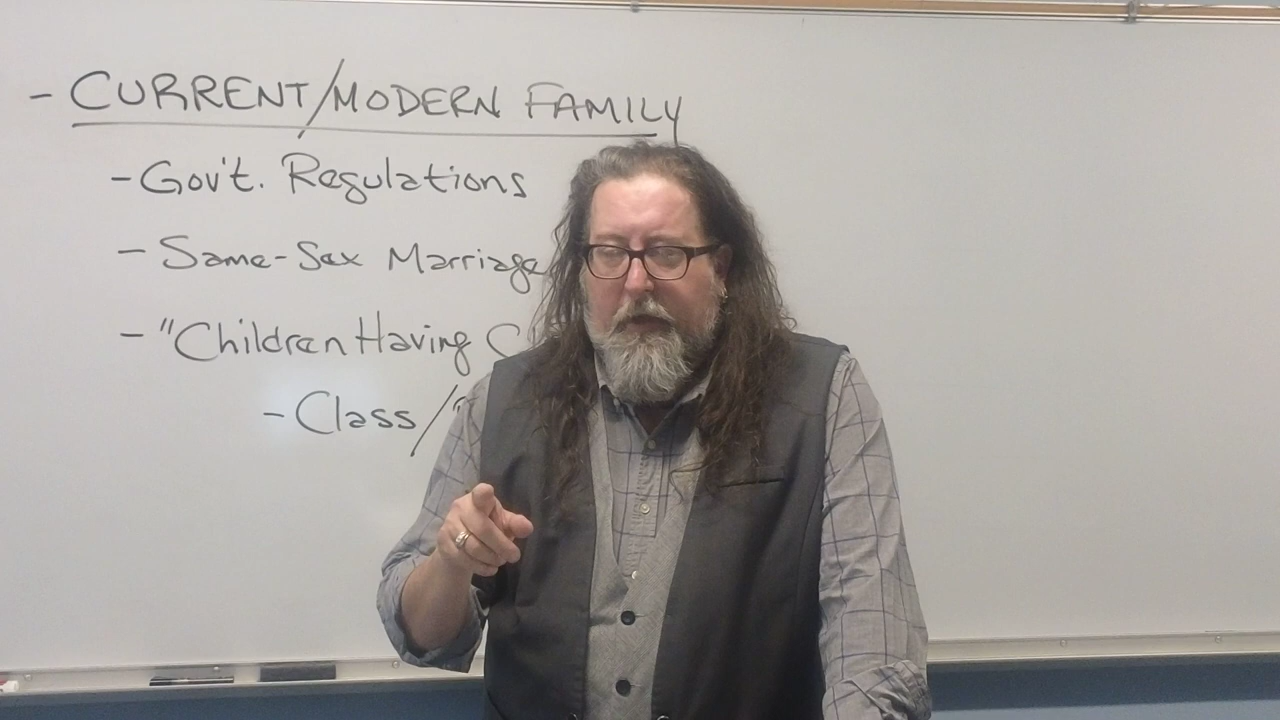 - CURRENT/MODERN FAMILY
- Gov't. Regulations
- Same-Sex Marriage
- "Children Having
- Class/